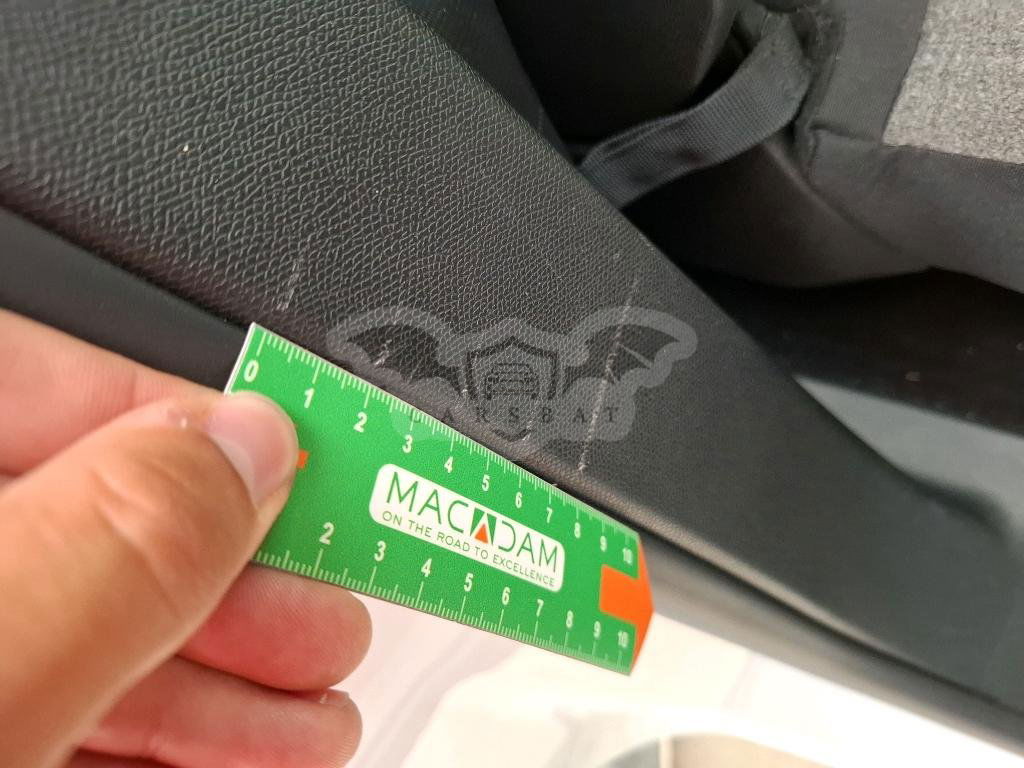 CARSBAT
0 1 2 3 4 5 6 7 8 9 10
MACADAM
ON THE ROAD TO EXCELLENCE
2 3 4 5 6 7 8 9 10